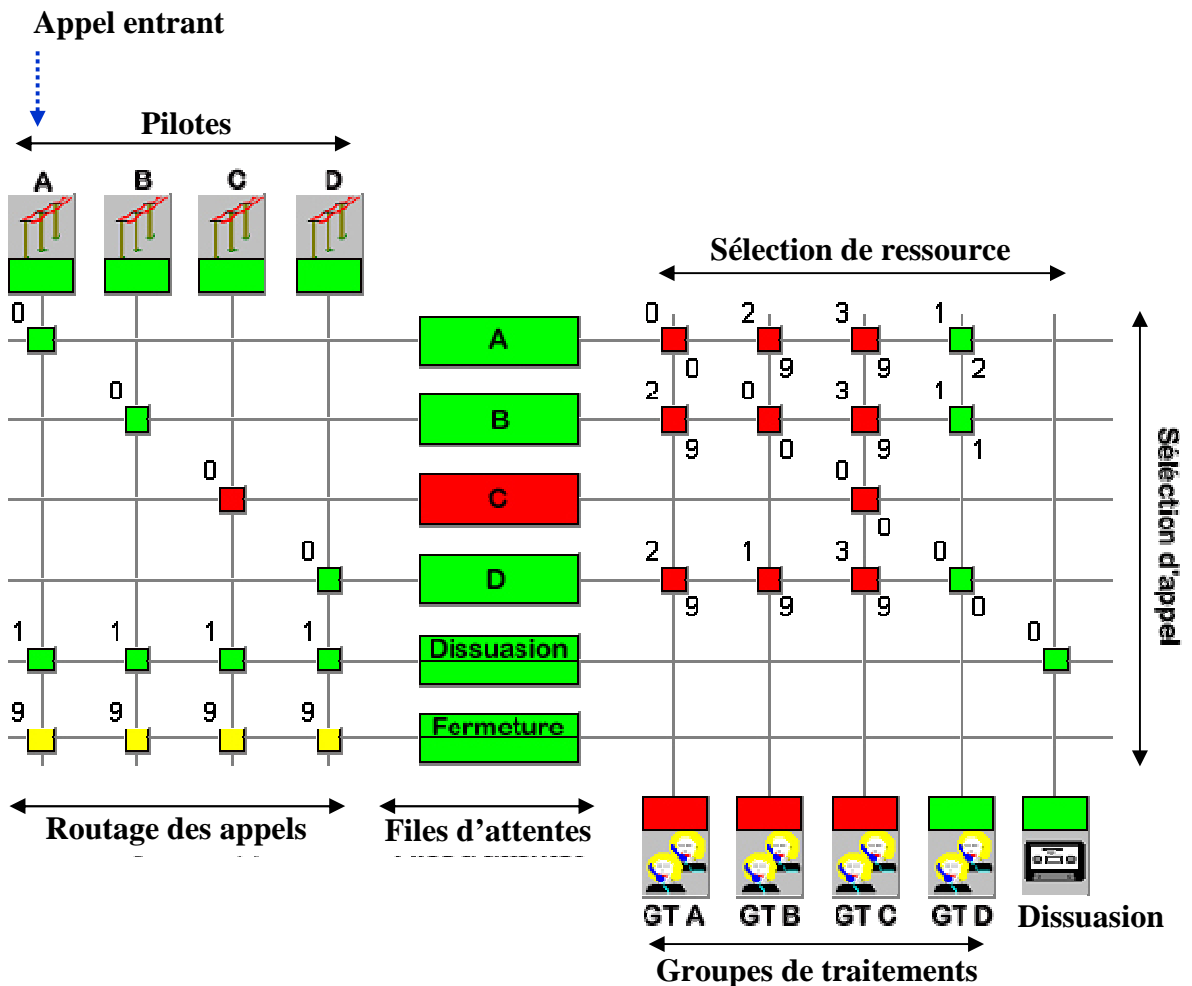 Appel entrant
Pilotes
A B C D
Sélection de ressource
0 0 2 3 1
A
0 9 9 2
0 2 0 3 1
B
9 0 9 1
0 0
C
0
0 2 1 3 0
D
9 9 9 0
1 1 1 1 0
Dissuasion
9 9 9 9
Fermeture
Séléction d'appel
Routage des appels
Files d'attentes
GT A GT B GT C GT D Dissuasion
Groupes de traitements